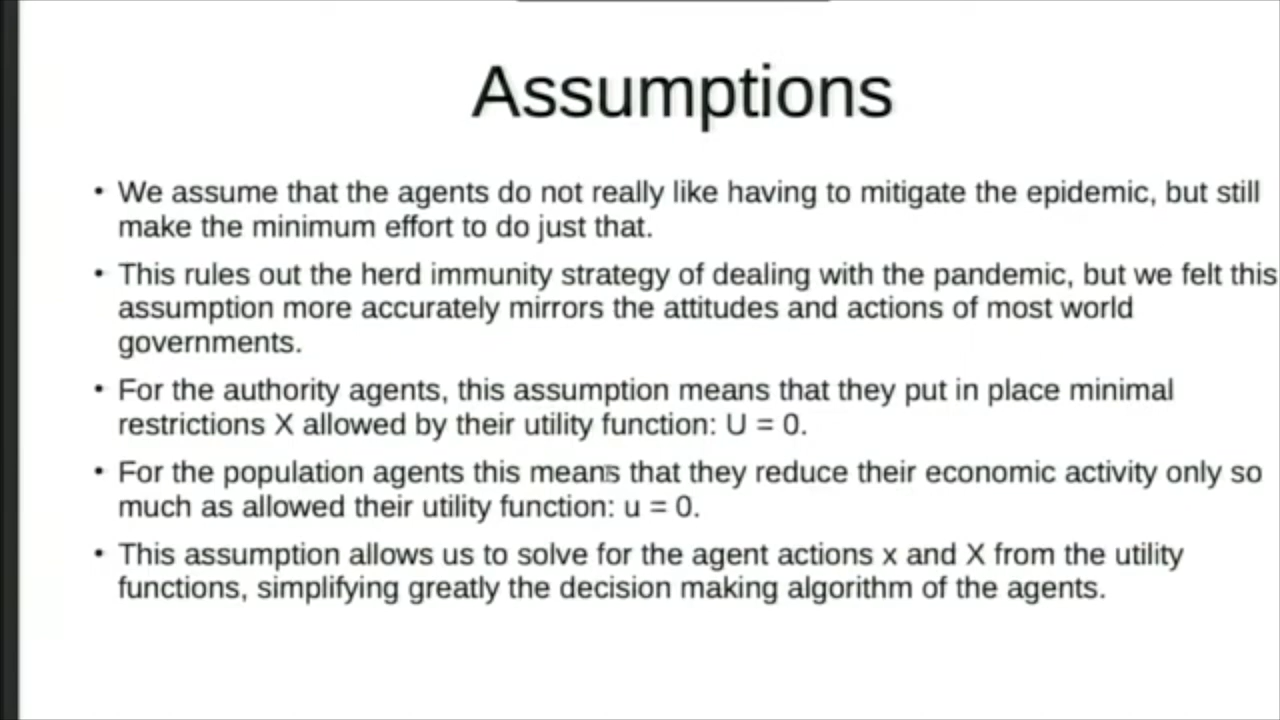 Assumptions
• We assume that the agents do not really like having to mitigate the epidemic, but still
make the minimum effort to do just that.
• This rules out the herd immunity strategy of dealing with the pandemic, but we felt this
assumption more accurately mirrors the attitudes and actions of most world
governments.
• For the authority agents, this assumption means that they put in place minimal
restrictions X allowed by their utility function: U = 0.
• For the population agents this means that they reduce their economic activity only so
much as allowed their utility function: u = 0.
• This assumption allows us to solve for the agent actions x and X from the utility
functions, simplifying greatly the decision making algorithm of the agents.